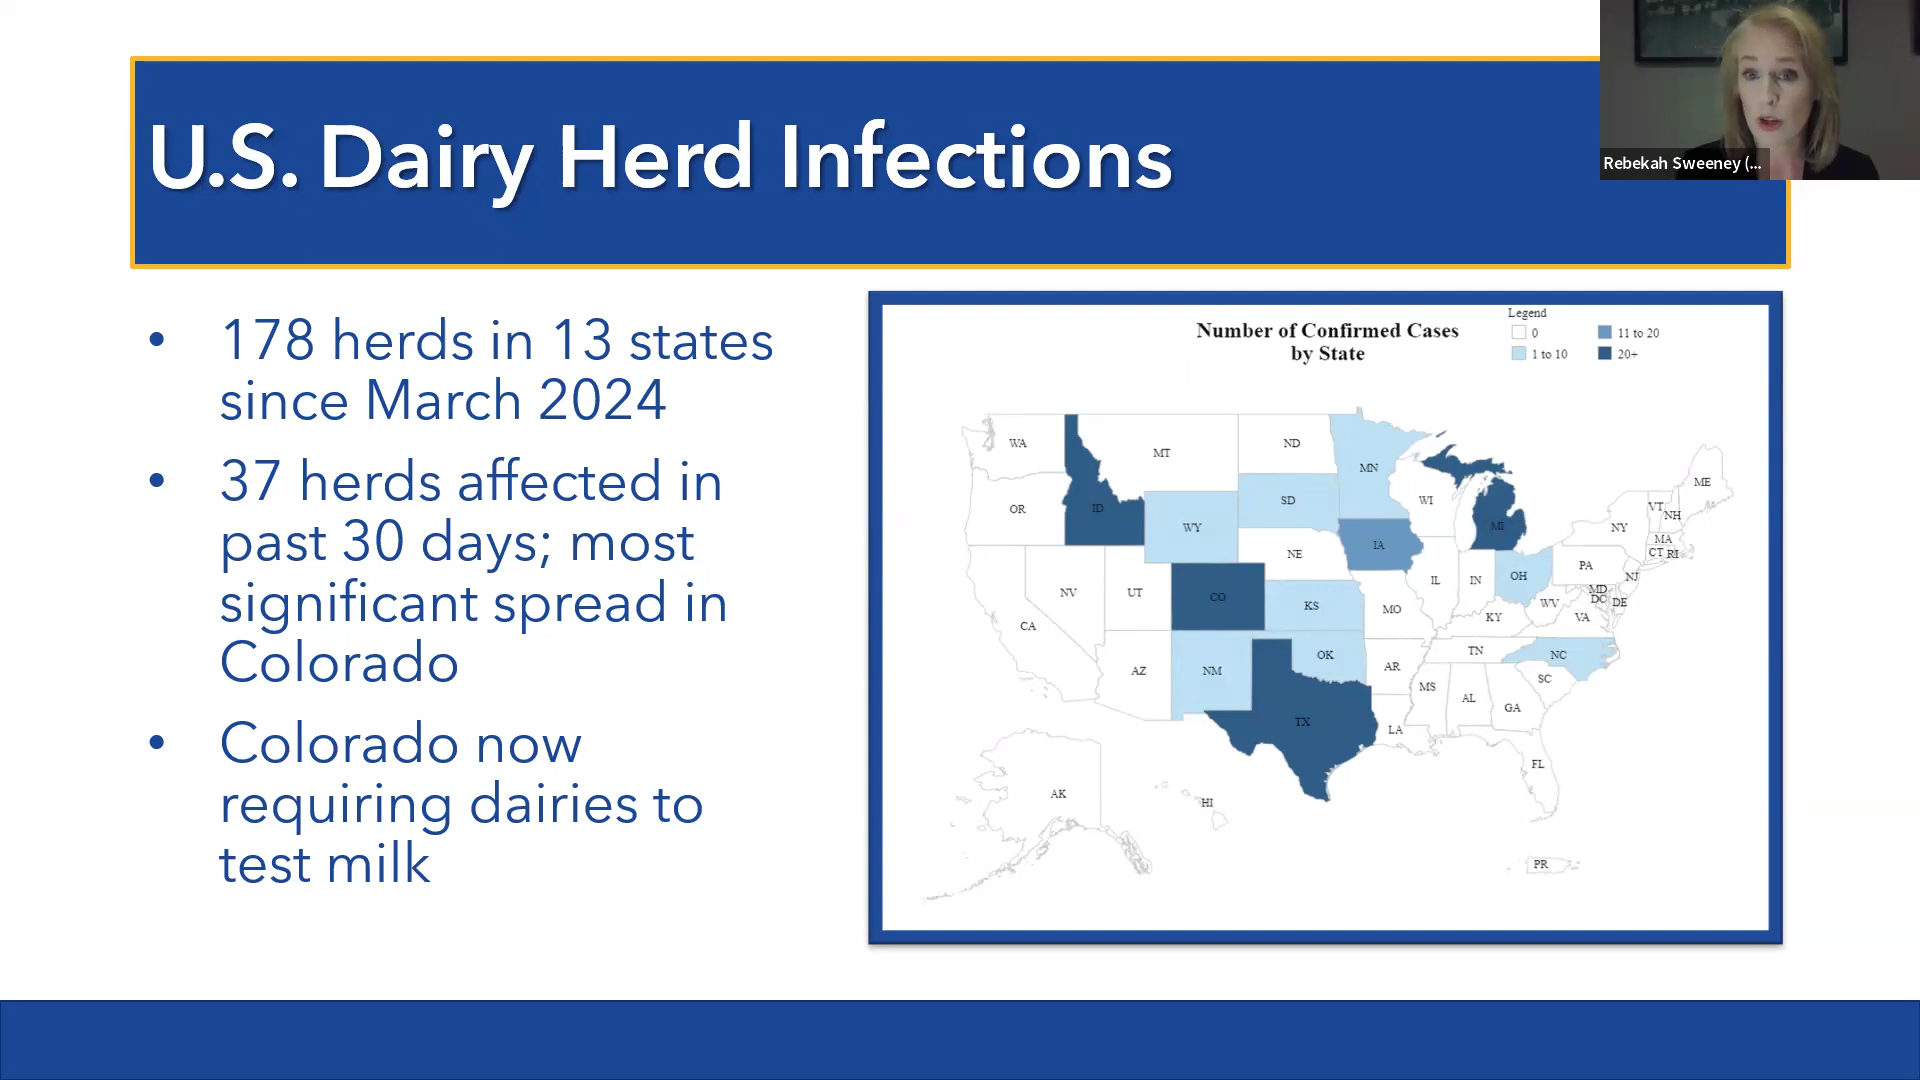 U.S. Dairy Herd Infections
Rebekah Sweeney (...
• 178 herds in 13 states
since March 2024
• 37 herds affected in
past 30 days; most
significant spread in
Colorado
• Colorado now
requiring dairies to
test milk
Number of Confirmed Cases
by State
Legend
0
11 to 20
1 to 10
20+
WA
MT
ND
MN
ME
OR
ID
WY
SD
WI
MI
VT
NH
NY
MA
CT RI
NV
UT
CO
NE
IA
IL
IN
OH
PA
NJ
MD
DC
DE
CA
KS
MO
KY
WV
VA
AZ
NM
OK
AR
TN
NC
MS
AL
GA
SC
TX
LA
FL
AK
HI
PR